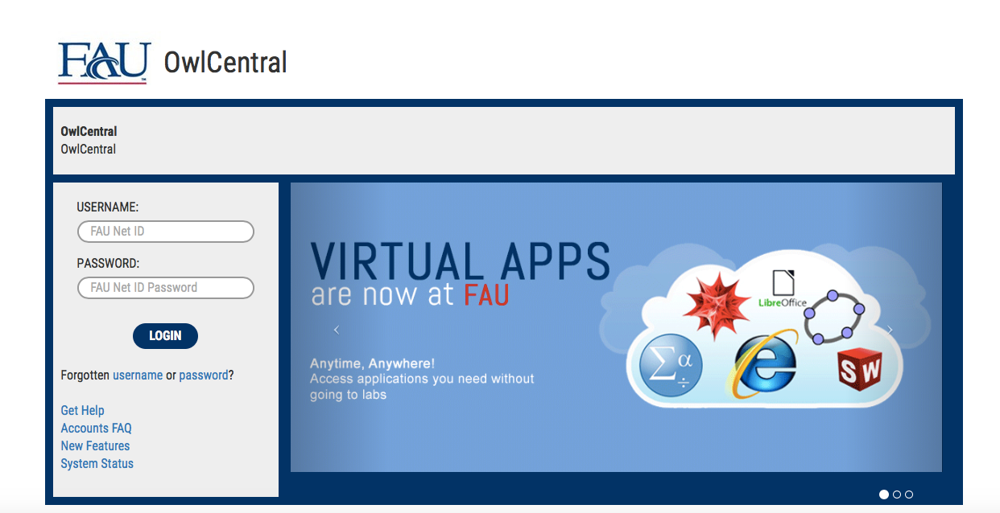 FAU OwlCentral
OwlCentral
OwlCentral
USERNAME:
FAU Net ID
PASSWORD:
FAU Net ID Password
LOGIN
Forgotten username or password?
Get Help
Accounts FAQ
New Features
System Status
VIRTUAL APPS
are now at FAU
Anytime, Anywhere!
Access applications you need without
going to labs
LibreOffice
Σ α ÷
e
SW